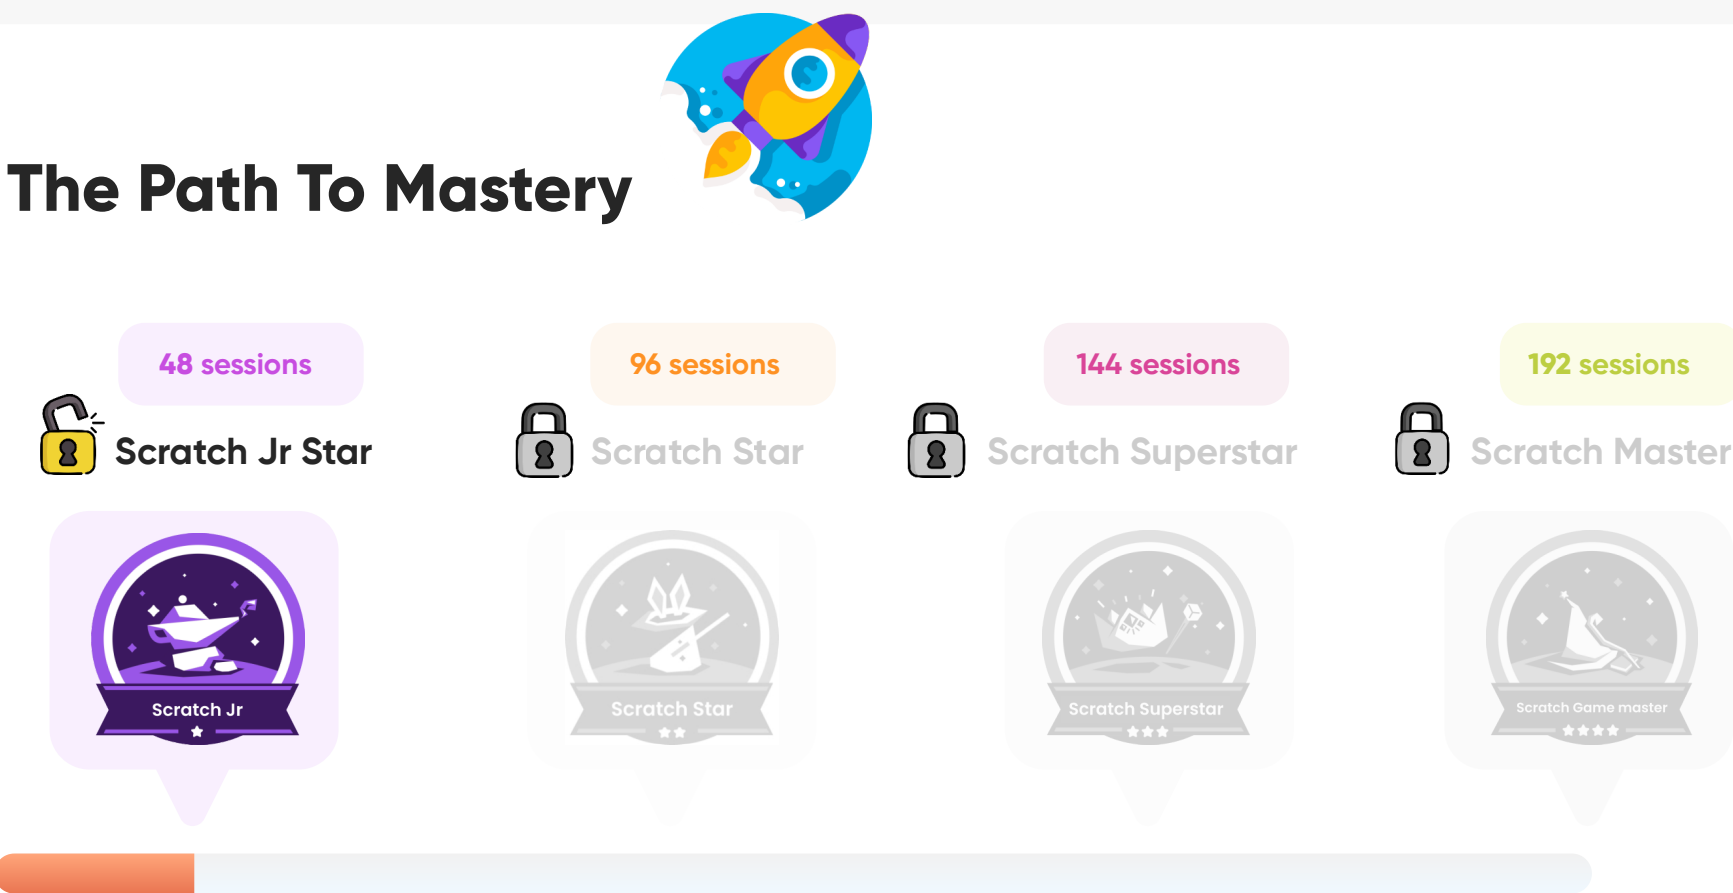 The Path To Mastery
48 sessions
96 sessions
144 sessions
192 sessions
Scratch Jr Star
Scratch Star
Scratch Superstar
Scratch Master
Scratch Jr
Scratch Star
Scratch Superstar
Scratch Game master